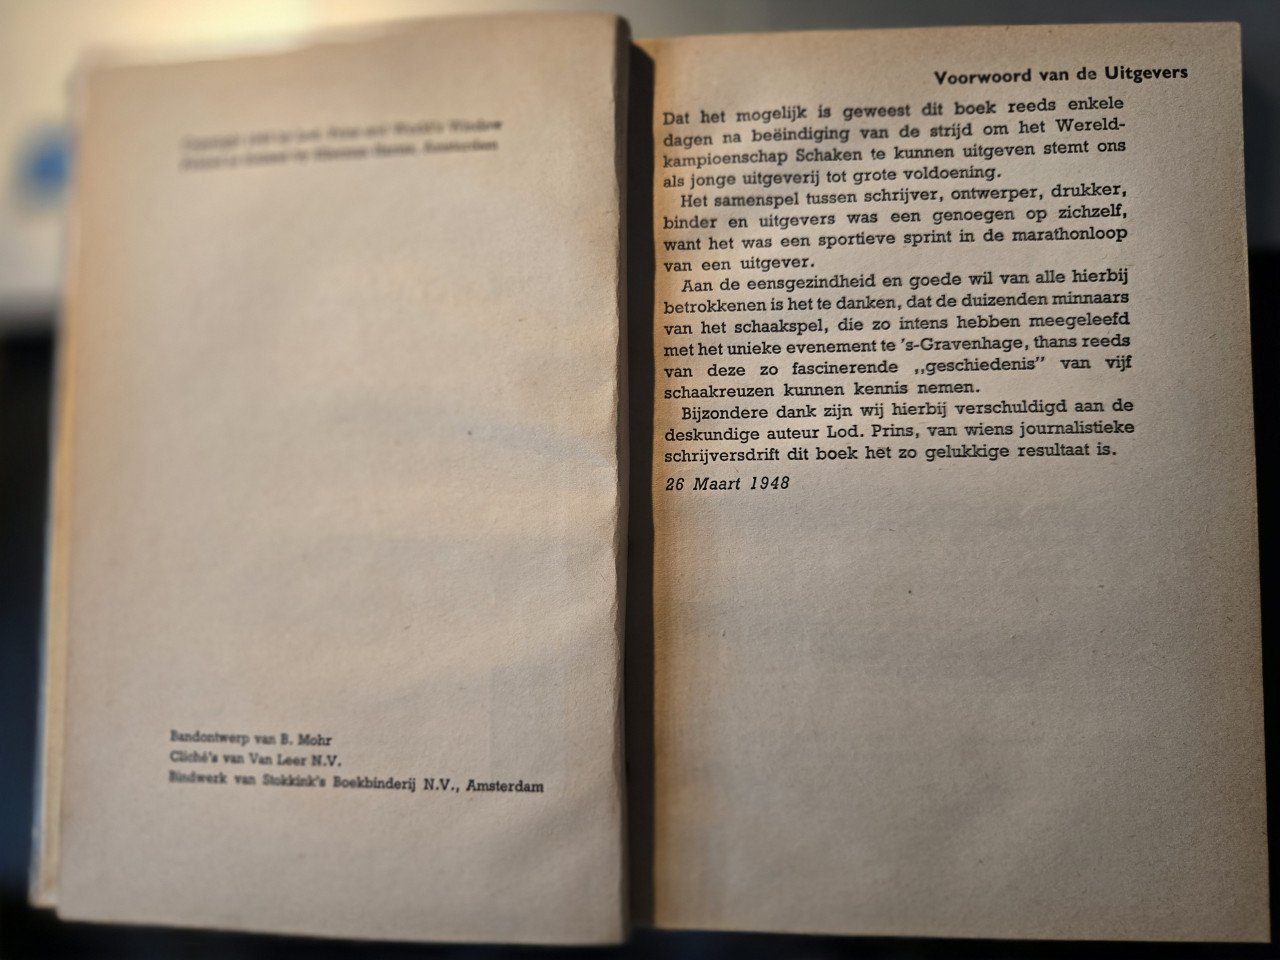 Amsterdam
Bandontwerp van B. Mohr
Cliché's van Van Leer N.V.
Bindwerk van Stokkink's Boekbinderij N.V., Amsterdam
Voorwoord van de Uitgevers
Dat het mogelijk is geweest dit boek reeds enkele
dagen na beëindiging van de strijd om het Wereld-
kampioenschap Schaken te kunnen uitgeven stemt ons
als jonge uitgeverij tot grote voldoening.
Het samenspel tussen schrijver, ontwerper, drukker,
binder en uitgevers was een genoegen op zichzelf,
want het was een sportieve sprint in de marathonloop
van een uitgever.
Aan de eensgezindheid en goede wil van alle hierbij
betrokkenen is het te danken, dat de duizenden minnaars
van het schaakspel, die zo intens hebben meegeleefd
met het unieke evenement te 's-Gravenhage, thans reeds
van deze zo fascinerende „geschiedenis" van vijf
schaakreuzen kunnen kennis nemen.
Bijzondere dank zijn wij hierbij verschuldigd aan de
deskundige auteur Lod. Prins, van wiens journalistieke
schrijversdrift dit boek het zo gelukkige resultaat is.
26 Maart 1948